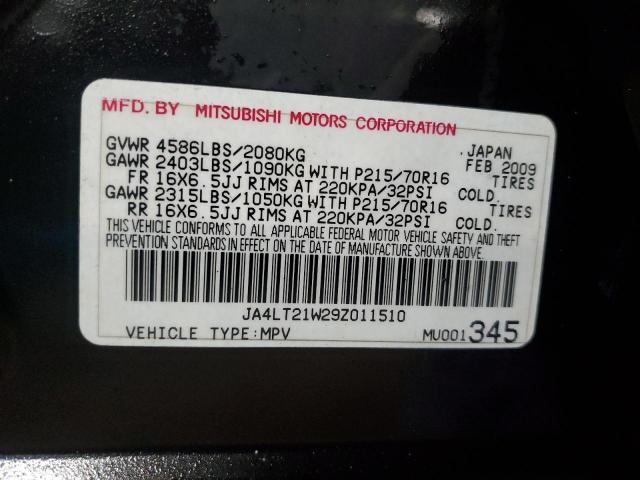 MFD. BY MITSUBISHI MOTORS CORPORATION
GVWR 4586LBS/2080KG JAPAN
GAWR 2403LBS/1090KG WITH P215/70R16 FEB 2009
FR 16X6.5JJ RIMS AT 220KPA/32PSI COLD. TIRES
GAWR 2315LBS/1050KG WITH P215/70R16 TIRES
RR 16X6.5JJ RIMS AT 220KPA/32PSI COLD.
THIS VEHICLE CONFORMS TO ALL APPLICABLE FEDERAL MOTOR VEHICLE SAFETY AND THEFT
PREVENTION STANDARDS IN EFFECT ON THE DATE OF MANUFACTURE SHOWN ABOVE.
JA4LT21W29Z011510
VEHICLE TYPE:MPV MU001345